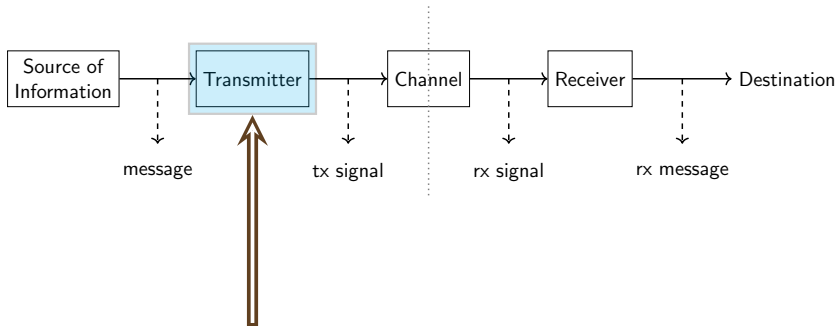 Source of
Information
Transmitter
Channel
Receiver
Destination
message
tx signal
rx signal
rx message